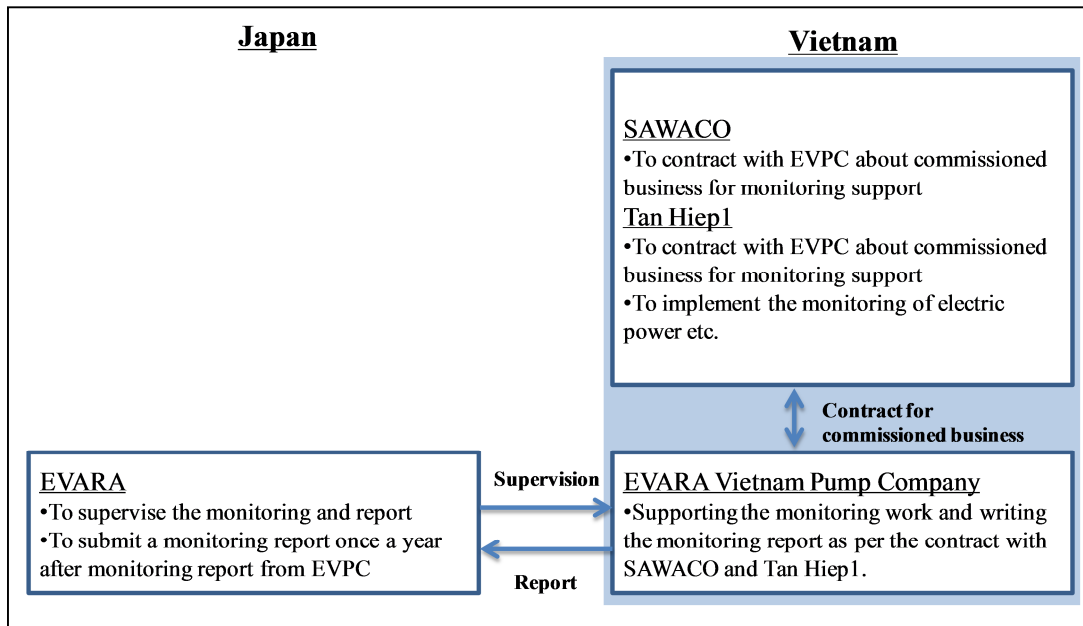 Japan
Vietnam
SAWACO
•To contract with EVPC about commissioned
business for monitoring support
Tan Hiep1
•To contract with EVPC about commissioned
business for monitoring support
•To implement the monitoring of electric
power etc.
Contract for
commissioned business
EVARA
•To supervise the monitoring and report
•To submit a monitoring report once a year
after monitoring report from EVPC
Supervision
Report
EVARA Vietnam Pump Company
•Supporting the monitoring work and writing
the monitoring report as per the contract with
SAWACO and Tan Hiep1.